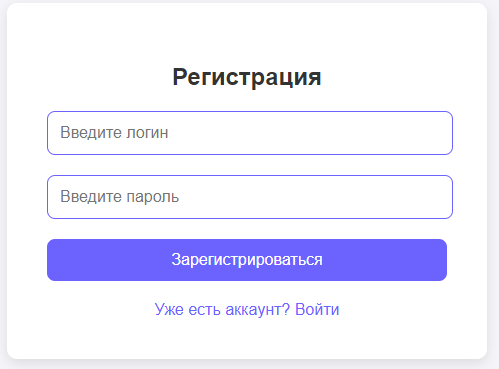 Регистрация
Введите логин
Введите пароль
Зарегистрироваться
Уже есть аккаунт? Войти